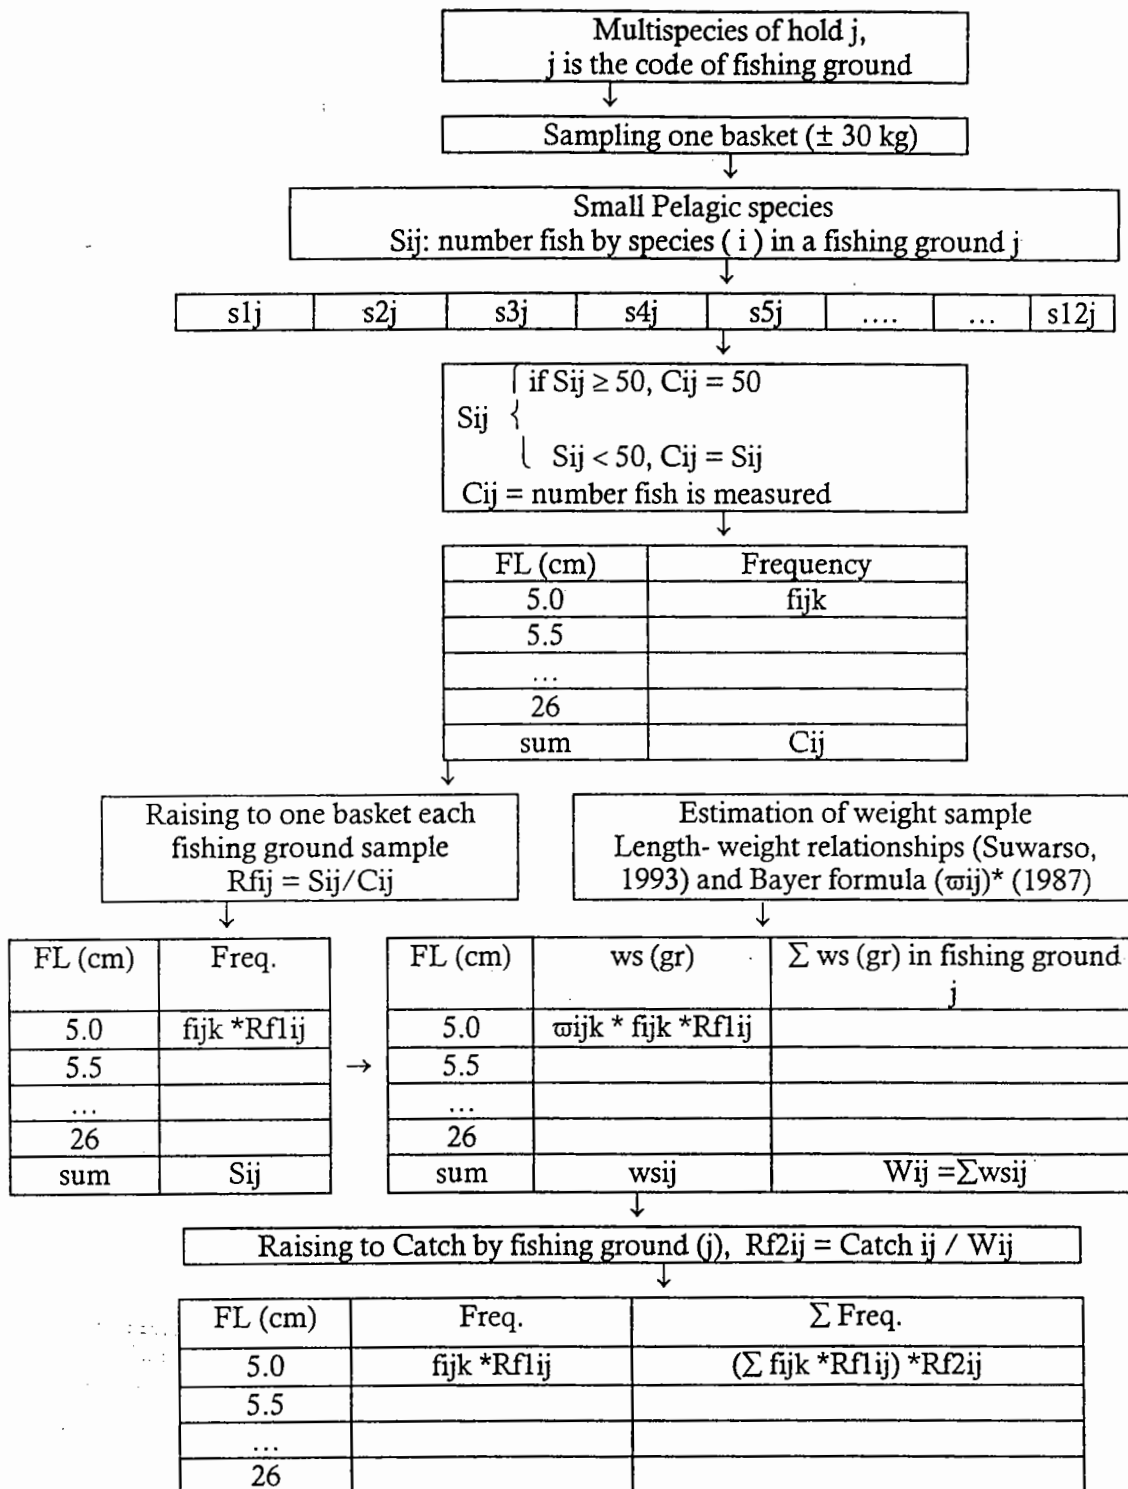 Multispecies of hold j,
j is the code of fishing ground
Sampling one basket (± 30 kg)
Small Pelagic species
Sij: number fish by species ( i ) in a fishing ground j
s1j s2j s3j s4j s5j .... ... s12j
if Sij ≥ 50, Cij = 50
Sij
Sij < 50, Cij = Sij
Cij = number fish is measured
FL (cm) Frequency
5.0 fijk
5.5
...
26
sum Cij
Raising to one basket each
fishing ground sample
Rfij = Sij/Cij
Estimation of weight sample
Length- weight relationships (Suwarso,
1993) and Bayer formula (ϖij)* (1987)
FL (cm) Freq.
5.0 fijk *Rf1ij
5.5
...
26
sum Sij
→
FL (cm) ws (gr) ∑ ws (gr) in fishing ground
j
5.0 ϖijk * fijk *Rf1ij
5.5
...
26
sum wsij Wij =∑wsij
Raising to Catch by fishing ground (j), Rf2ij = Catch ij / Wij
FL (cm) Freq. ∑ Freq.
5.0 fijk *Rf1ij (∑ fijk *Rf1ij) *Rf2ij
5.5
...
26